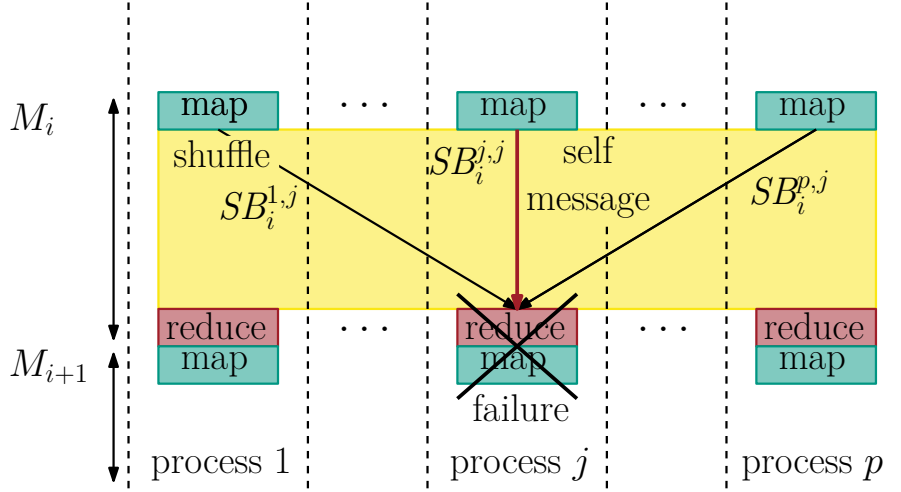 map · · · map · · · map
M_i
shuffle SB_i^{j,j} self
SB_i^{1,j} message SB_i^{p,j}
reduce · · · reduce · · · reduce
M_{i+1} map map map
failure
process 1 process j process p